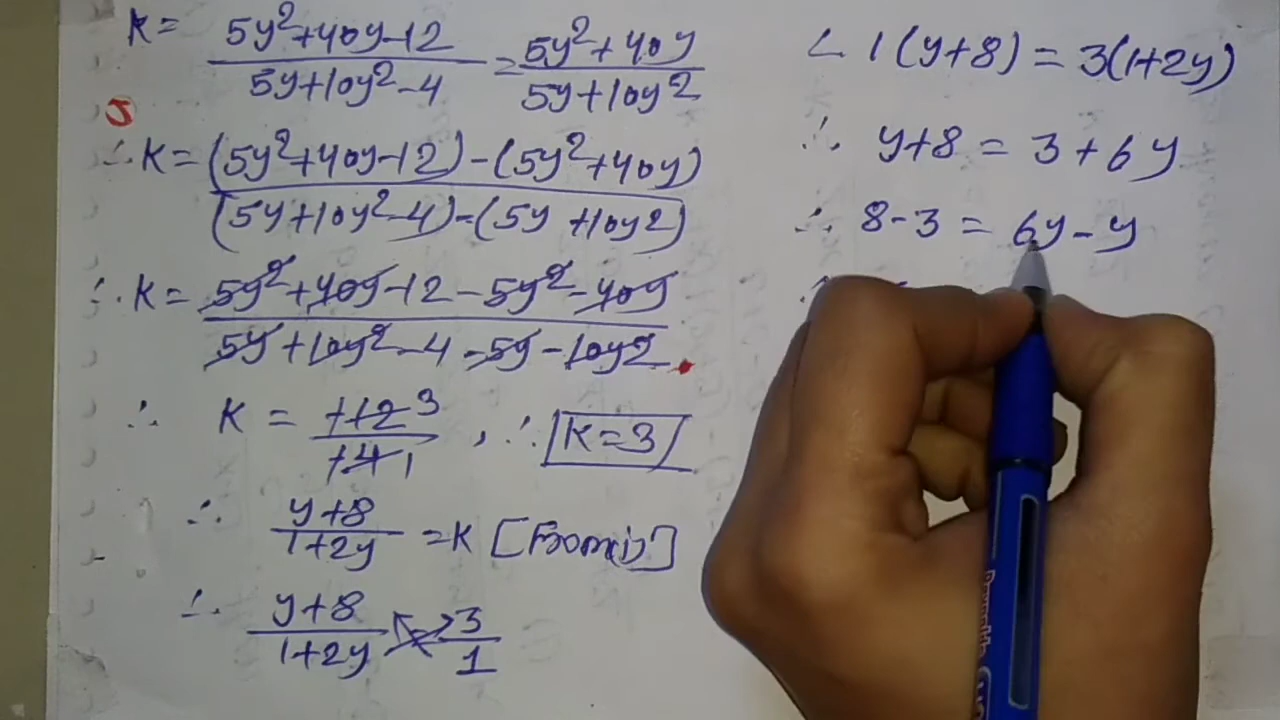 K = 5y²+40y-12 / 5y+10y²-4 = 5y²+40y / 5y+10y²
∴ K = (5y²+40y-12)-(5y²+40y) / (5y+10y²-4)-(5y+10y²)
∴ K = 5y²+40y-12-5y²-40y / 5y+10y²-4-5y-10y²
∴ K = +12 3 / +4 1 , ∴ K=3
∴ y+8 / 1+2y = K
∴ y+8 / 1+2y = 3 / 1
∠ 1(y+8) = 3(1+2y)
∴ y+8 = 3+6y
∴ 8-3 = 6y-y